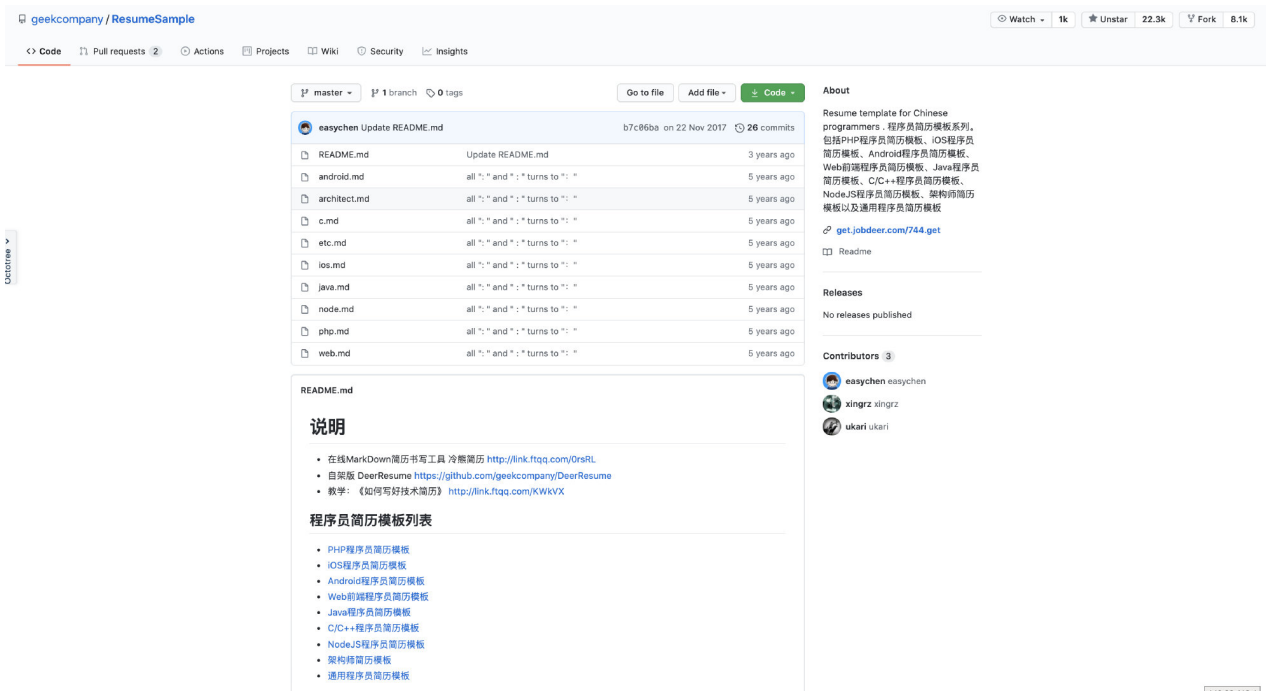 geekcompany / ResumeSample
Watch 1k Unstar 22.3k Fork 8.1k
Code Pull requests 2 Actions Projects Wiki Security Insights
master 1 branch 0 tags Go to file Add file Code
easychen Update README.md b7c06ba on 22 Nov 2017 26 commits
README.md Update README.md 3 years ago
android.md all ": " and " : " turns to "： " 5 years ago
architect.md all ": " and " : " turns to "： " 5 years ago
c.md all ": " and " : " turns to "： " 5 years ago
etc.md all ": " and " : " turns to "： " 5 years ago
ios.md all ": " and " : " turns to "： " 5 years ago
java.md all ": " and " : " turns to "： " 5 years ago
node.md all ": " and " : " turns to "： " 5 years ago
php.md all ": " and " : " turns to "： " 5 years ago
web.md all ": " and " : " turns to "： " 5 years ago
README.md
说明
在线MarkDown简历书写工具 冷熊简历 http://link.ftqq.com/0rsRL
自架版 DeerResume https://github.com/geekcompany/DeerResume
教学：《如何写好技术简历》 http://link.ftqq.com/KWkVX
程序员简历模板列表
PHP程序员简历模板
iOS程序员简历模板
Android程序员简历模板
Web前端程序员简历模板
Java程序员简历模板
C/C++程序员简历模板
NodeJS程序员简历模板
架构师简历模板
通用程序员简历模板
About
Resume template for Chinese
programmers . 程序员简历模板系列。
包括PHP程序员简历模板、iOS程序员
简历模板、Android程序员简历模板、
Web前端程序员简历模板、Java程序员
简历模板、C/C++程序员简历模板、
NodeJS程序员简历模板、架构师简历
模板以及通用程序员简历模板
get.jobdeer.com/744.get
Readme
Releases
No releases published
Contributors 3
easychen easychen
xingrz xingrz
ukari ukari
Octotree